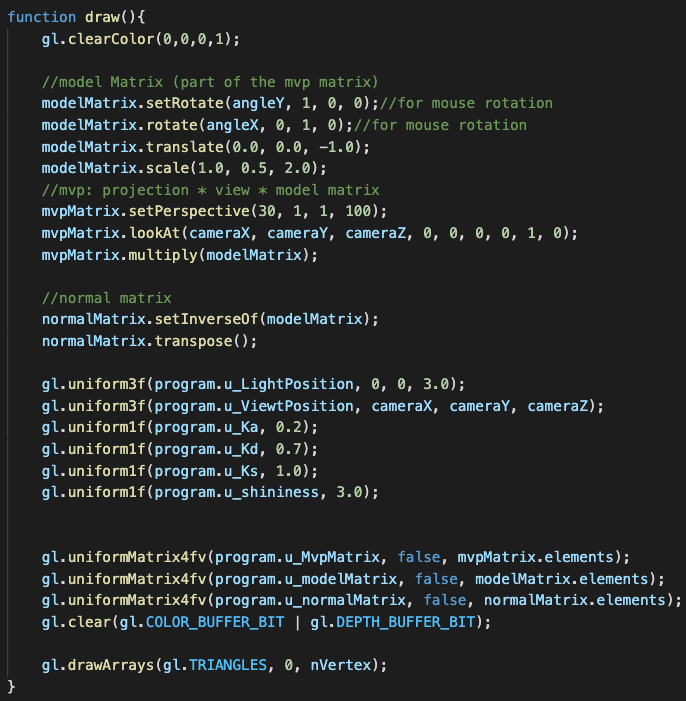 function draw(){
gl.clearColor(0,0,0,1);
//model Matrix (part of the mvp matrix)
modelMatrix.setRotate(angleY, 1, 0, 0);//for mouse rotation
modelMatrix.rotate(angleX, 0, 1, 0);//for mouse rotation
modelMatrix.translate(0.0, 0.0, -1.0);
modelMatrix.scale(1.0, 0.5, 2.0);
//mvp: projection * view * model matrix
mvpMatrix.setPerspective(30, 1, 1, 100);
mvpMatrix.lookAt(cameraX, cameraY, cameraZ, 0, 0, 0, 0, 1, 0);
mvpMatrix.multiply(modelMatrix);
//normal matrix
normalMatrix.setInverseOf(modelMatrix);
normalMatrix.transpose();
gl.uniform3f(program.u_LightPosition, 0, 0, 3.0);
gl.uniform3f(program.u_ViewtPosition, cameraX, cameraY, cameraZ);
gl.uniform1f(program.u_Ka, 0.2);
gl.uniform1f(program.u_Kd, 0.7);
gl.uniform1f(program.u_Ks, 1.0);
gl.uniform1f(program.u_shininess, 3.0);
gl.uniformMatrix4fv(program.u_MvpMatrix, false, mvpMatrix.elements);
gl.uniformMatrix4fv(program.u_modelMatrix, false, modelMatrix.elements);
gl.uniformMatrix4fv(program.u_normalMatrix, false, normalMatrix.elements);
gl.clear(gl.COLOR_BUFFER_BIT | gl.DEPTH_BUFFER_BIT);
gl.drawArrays(gl.TRIANGLES, 0, nVertex);
}